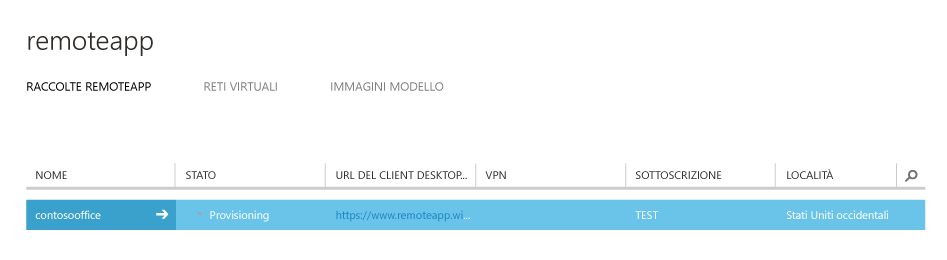 remoteapp
RACCOLTE REMOTEAPP RETI VIRTUALI IMMAGINI MODELLO
NOME STATO URL DEL CLIENT DESKTOP... VPN SOTTOSCRIZIONE LOCALITÀ
contosooffice Provisioning https://www.remoteapp.wi... TEST Stati Uniti occidentali